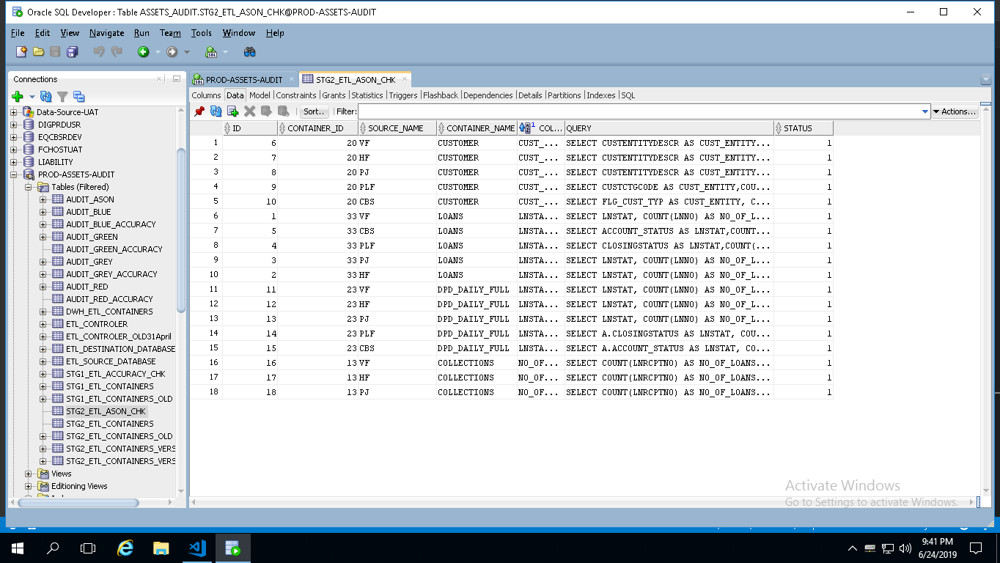 Oracle SQL Developer : Table ASSETS_AUDIT.STG2_ETL_ASON_CHK@PROD-ASSETS-AUDIT
File Edit View Navigate Run Team Tools Window Help
Connections
Data-Source-UAT
DIGPRDUSR
EQCBSRDEV
FCHOSTUAT
LIABILITY
PROD-ASSETS-AUDIT
Tables (Filtered)
AUDIT_ASON
AUDIT_BLUE
AUDIT_BLUE_ACCURACY
AUDIT_GREEN
AUDIT_GREEN_ACCURACY
AUDIT_GREY
AUDIT_GREY_ACCURACY
AUDIT_RED
AUDIT_RED_ACCURACY
DWH_ETL_CONTAINERS
ETL_CONTROLER
ETL_CONTROLER_OLD31April
ETL_DESTINATION_DATABASE
ETL_SOURCE_DATABASE
STG1_ETL_ACCURACY_CHK
STG1_ETL_CONTAINERS
STG1_ETL_CONTAINERS_OLD
STG2_ETL_ASON_CHK
STG2_ETL_CONTAINERS
STG2_ETL_CONTAINERS_OLD
STG2_ETL_CONTAINERS_VERS
STG2_ETL_CONTAINERS_VERS
Views
Editioning Views
PROD-ASSETS-AUDIT STG2_ETL_ASON_CHK
Columns Data Model Constraints Grants Statistics Triggers Flashback Dependencies Details Partitions Indexes SQL
Sort.. Filter: Actions...
ID CONTAINER_ID SOURCE_NAME CONTAINER_NAME COL... QUERY STATUS
1 6 20 VF CUSTOMER CUST_... SELECT CUSTENTITYDESCR AS CUST_ENTITY... 1
2 7 20 HF CUSTOMER CUST_... SELECT CUSTENTITYDESCR AS CUST_ENTITY... 1
3 8 20 PJ CUSTOMER CUST_... SELECT CUSTENTITYDESCR AS CUST_ENTITY... 1
4 9 20 PLF CUSTOMER CUST_... SELECT CUSTCTGCODE AS CUST_ENTITY,COU... 1
5 10 20 CBS CUSTOMER CUST_... SELECT FLG_CUST_TYP AS CUST_ENTITY, C... 1
6 1 33 VF LOANS LNSTA... SELECT LNSTAT, COUNT(LNNO) AS NO_OF_L... 1
7 5 33 CBS LOANS LNSTA... SELECT ACCOUNT_STATUS AS LNSTAT,COUNT... 1
8 4 33 PLF LOANS LNSTA... SELECT CLOSINGSTATUS AS LNSTAT,COUNT(... 1
9 3 33 PJ LOANS LNSTA... SELECT LNSTAT, COUNT(LNNO) AS NO_OF_L... 1
10 2 33 HF LOANS LNSTA... SELECT LNSTAT, COUNT(LNNO) AS NO_OF_L... 1
11 11 23 VF DPD_DAILY_FULL LNSTA... SELECT LNSTAT, COUNT(LNNO) AS NO_OF_L... 1
12 12 23 HF DPD_DAILY_FULL LNSTA... SELECT LNSTAT, COUNT(LNNO) AS NO_OF_L... 1
13 13 23 PJ DPD_DAILY_FULL LNSTA... SELECT LNSTAT, COUNT(LNNO) AS NO_OF_L... 1
14 14 23 PLF DPD_DAILY_FULL LNSTA... SELECT A.CLOSINGSTATUS AS LNSTAT, COU... 1
15 15 23 CBS DPD_DAILY_FULL LNSTA... SELECT A.ACCOUNT_STATUS AS LNSTAT, CO... 1
16 16 13 VF COLLECTIONS NO_OF... SELECT COUNT(LNRCPTNO) AS NO_OF_LOANS... 1
17 17 13 HF COLLECTIONS NO_OF... SELECT COUNT(LNRCPTNO) AS NO_OF_LOANS... 1
18 18 13 PJ COLLECTIONS NO_OF... SELECT COUNT(LNRCPTNO) AS NO_OF_LOANS... 1
Activate Windows
Go to Settings to activate Windows.
9:41 PM
6/24/2019